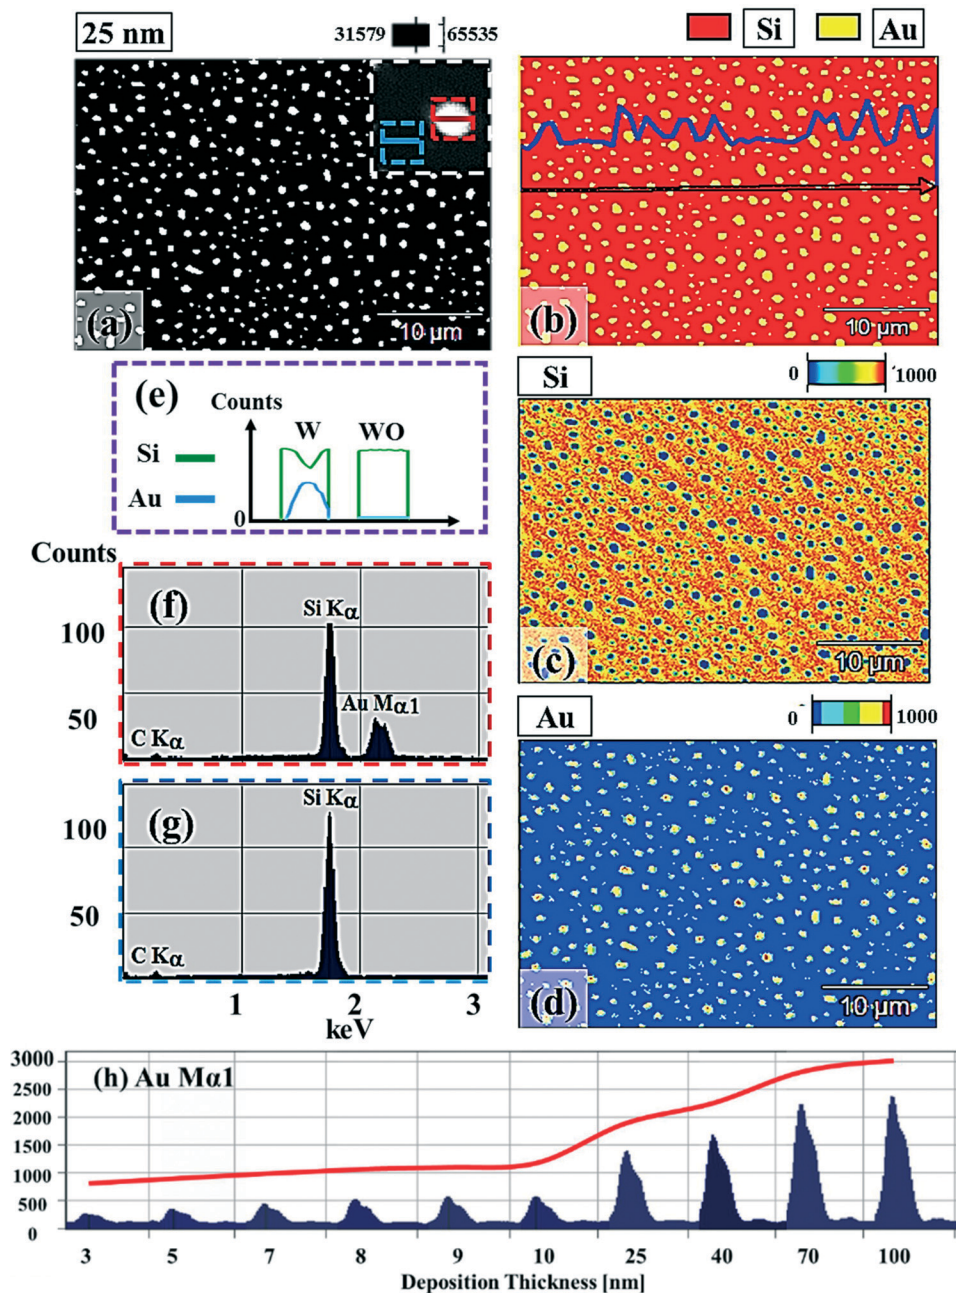 25 nm
31579
65535
(a)
10 µm
Si
Au
(b)
10 µm
(e)
Counts
W
WO
Si
Au
0
Si
0
1000
(c)
10 µm
Counts
(f)
Si Kα
Au Mα1
C Kα
100
50
Au
0
1000
(d)
10 µm
(g)
Si Kα
C Kα
100
50
1
2
3
keV
(h) Au Mα1
3000
2500
2000
1500
1000
500
0
3
5
7
8
9
10
25
40
70
100
Deposition Thickness [nm]